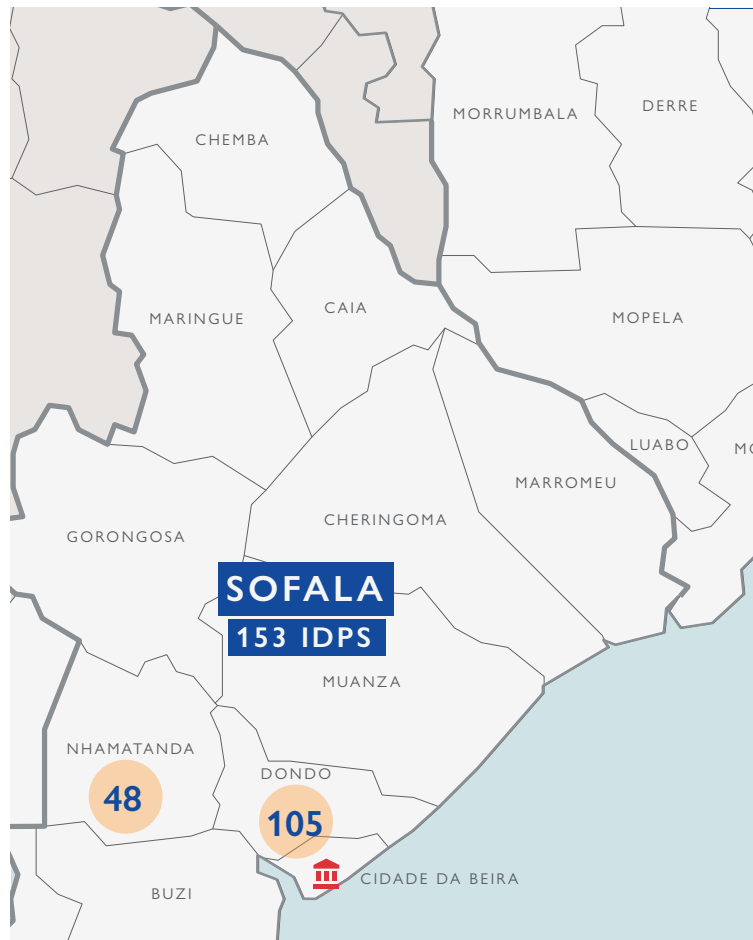 MORRUMBALA
DERRE
CHEMBA
CAIA
MARINGUE
MOPELA
LUABO
MO
MARROMEU
CHERINGOMA
GORONGOSA
SOFALA
153 IDPS
MUANZA
NHAMATANDA
48
DONDO
105
CIDADE DA BEIRA
BUZI